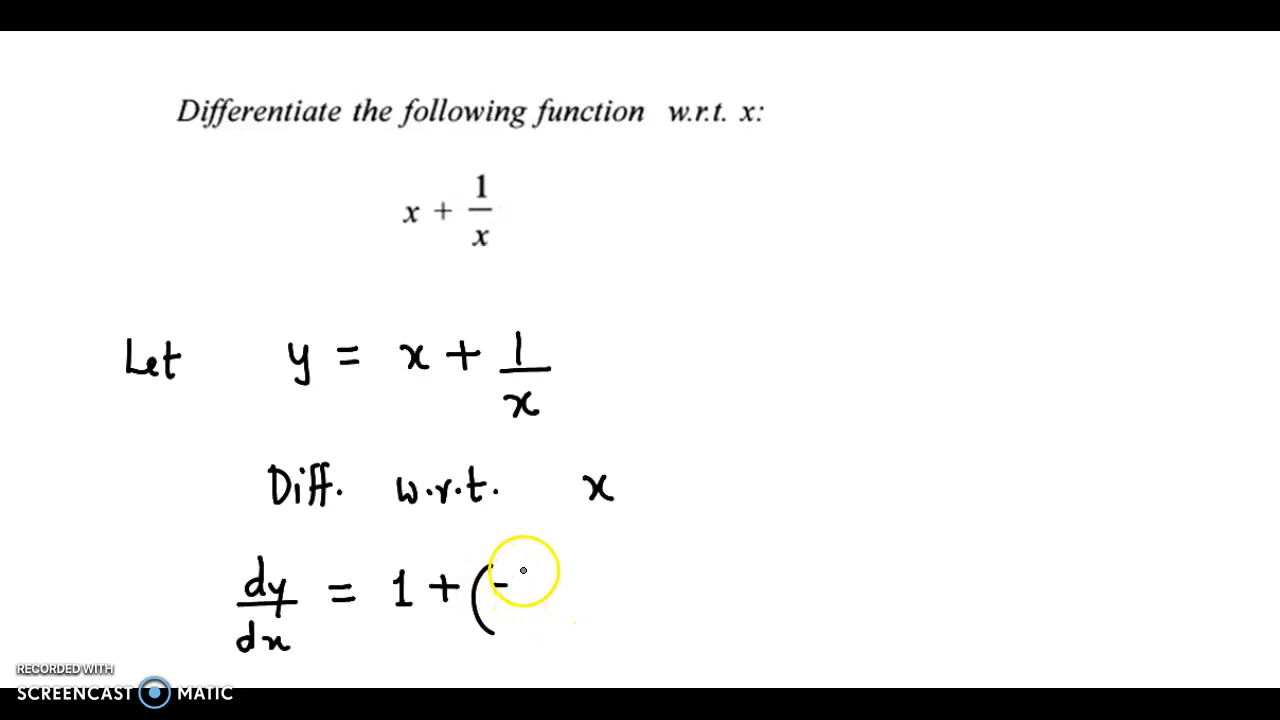 Differentiate the following function w.r.t. x:
x + 1/x
Let y = x + 1/x
Diff. w.r.t. x
dy/dx = 1 + (-
RECORDED WITH
SCREENCAST MATIC